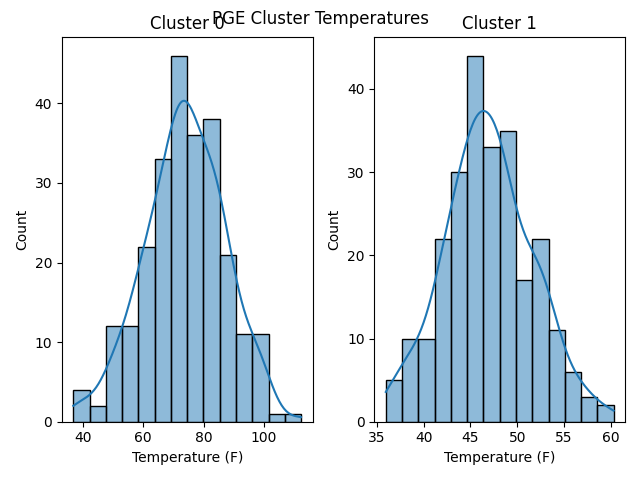 PGE Cluster Temperatures
Cluster 0
Cluster 1
Count
40
30
20
10
0
40 60 80 100
Temperature (F)
Count
40
30
20
10
0
35 40 45 50 55 60
Temperature (F)